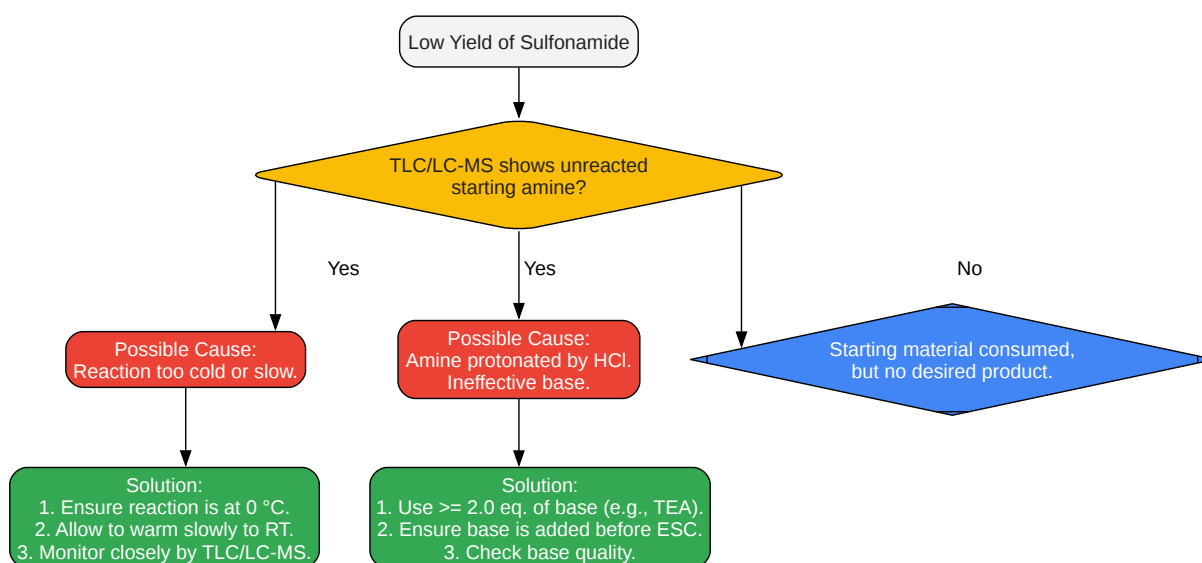 Low Yield of Sulfonamide
TLC/LC-MS shows unreacted
starting amine?
Yes
Yes
No
Possible Cause:
Reaction too cold or slow.
Possible Cause:
Amine protonated by HCl.
Ineffective base.
Starting material consumed,
but no desired product.
Solution:
1. Ensure reaction is at 0 °C.
2. Allow to warm slowly to RT.
3. Monitor closely by TLC/LC-MS.
Solution:
1. Use >= 2.0 eq. of base (e.g., TEA).
2. Ensure base is added before ESC.
3. Check base quality.